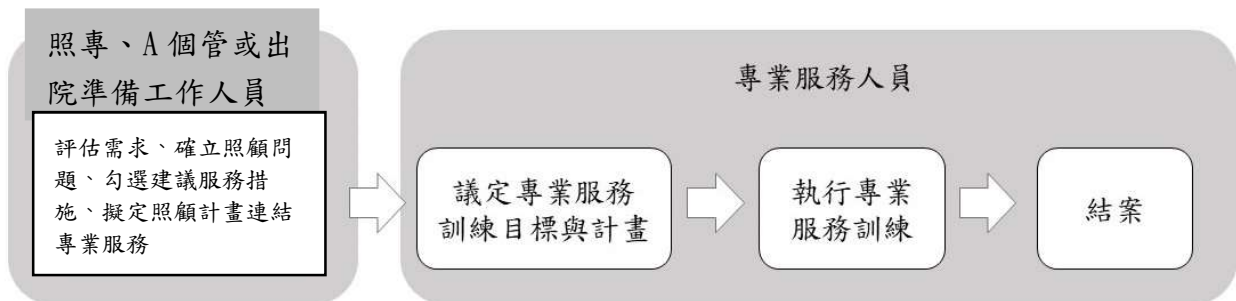 照專、A 個管或出
院準備工作人員
評估需求、確立照顧問
題、勾選建議服務措
施、擬定照顧計畫連結
專業服務
專業服務人員
議定專業服務
訓練目標與計畫
執行專業
服務訓練
結案